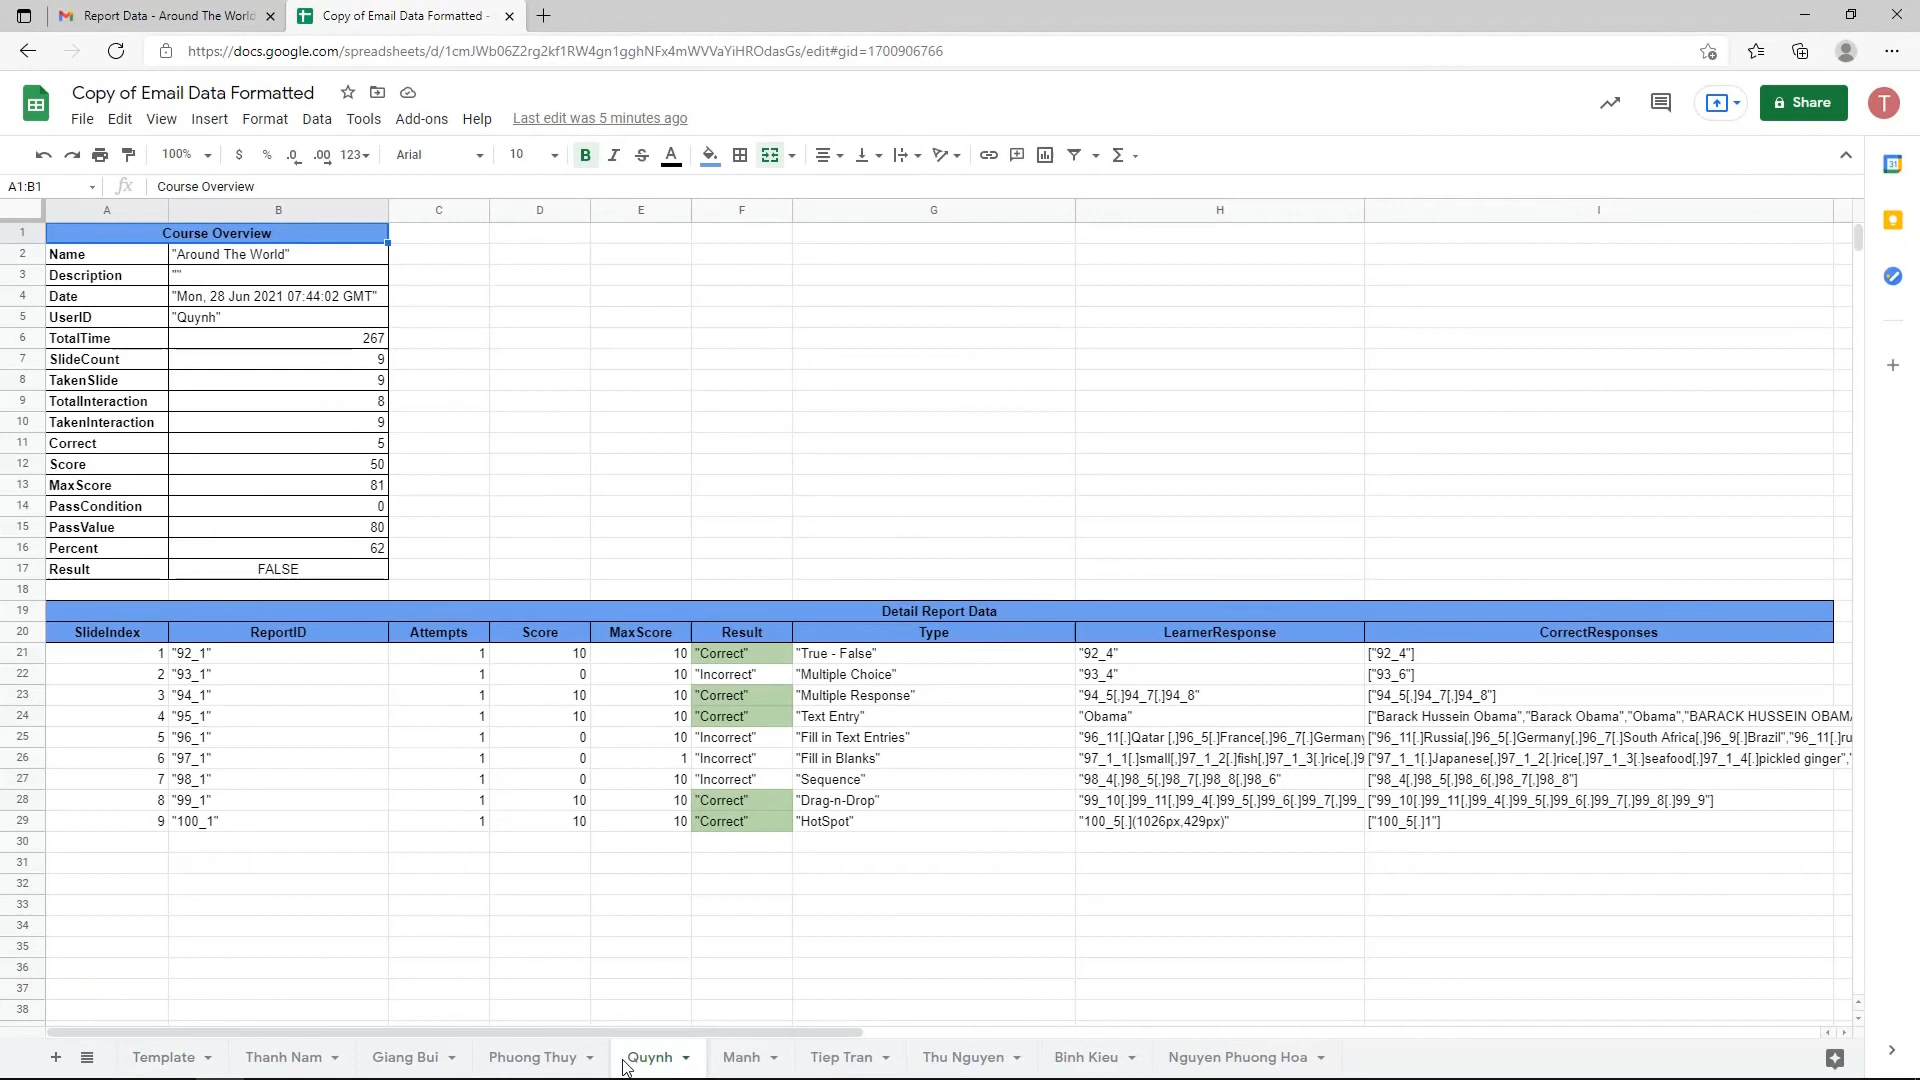 Report Data - Around The World
Copy of Email Data Formatted -
https://docs.google.com/spreadsheets/d/1cmJWb06Z2rg2kf1RW4gn1gghNFx4mWVVaYiHROdasGs/edit#gid=1700906766
Copy of Email Data Formatted
File Edit View Insert Format Data Tools Add-ons Help Last edit was 5 minutes ago
Share
T
100% $ % .0 .00 123 Arial 10 B I S A Σ
31
A1:B1 fx Course Overview
A B C D E F G H I
1 Course Overview
2 Name "Around The World"
3 Description ""
4 Date "Mon, 28 Jun 2021 07:44:02 GMT"
5 UserID "Quynh"
6 TotalTime 267
7 SlideCount 9
8 TakenSlide 9
9 TotalInteraction 8
10 TakenInteraction 9
11 Correct 5
12 Score 50
13 MaxScore 81
14 PassCondition 0
15 PassValue 80
16 Percent 62
17 Result FALSE
18
19 Detail Report Data
20 SlideIndex ReportID Attempts Score MaxScore Result Type LearnerResponse CorrectResponses
21 1 "92_1" 1 10 10 "Correct" "True - False" "92_4" ["92_4"]
22 2 "93_1" 1 0 10 "Incorrect" "Multiple Choice" "93_4" ["93_6"]
23 3 "94_1" 1 10 10 "Correct" "Multiple Response" "94_5[,]94_7[,]94_8" ["94_5[,]94_7[,]94_8"]
24 4 "95_1" 1 10 10 "Correct" "Text Entry" "Obama" ["Barack Hussein Obama","Barack Obama","Obama","BARACK HUSSEIN OBAMA
25 5 "96_1" 1 0 10 "Incorrect" "Fill in Text Entries" "96_11[.]Qatar [,]96_5[.]France[,]96_7[.]Germany ["96_11[.]Russia[,]96_5[.]Germany[,]96_7[.]South Africa[,]96_9[.]Brazil","96_11[.]ru
26 6 "97_1" 1 0 1 "Incorrect" "Fill in Blanks" "97_1_1[.]small[,]97_1_2[.]fish[,]97_1_3[.]rice[,]9 ["97_1_1[.]Japanese[,]97_1_2[.]rice[,]97_1_3[.]seafood[,]97_1_4[.]pickled ginger","
27 7 "98_1" 1 0 10 "Incorrect" "Sequence" "98_4[,]98_5[,]98_7[,]98_8[,]98_6" ["98_4[,]98_5[,]98_6[,]98_7[,]98_8"]
28 8 "99_1" 1 10 10 "Correct" "Drag-n-Drop" "99_10[.]99_11[,]99_4[.]99_5[,]99_6[.]99_7[,]99_ ["99_10[.]99_11[,]99_4[.]99_5[,]99_6[.]99_7[,]99_8[.]99_9"]
29 9 "100_1" 1 10 10 "Correct" "HotSpot" "100_5[.](1026px,429px)" ["100_5[.]1"]
30
31
32
33
34
35
36
37
38
Template Thanh Nam Giang Bui Phuong Thuy Quynh Manh Tiep Tran Thu Nguyen Binh Kieu Nguyen Phuong Hoa